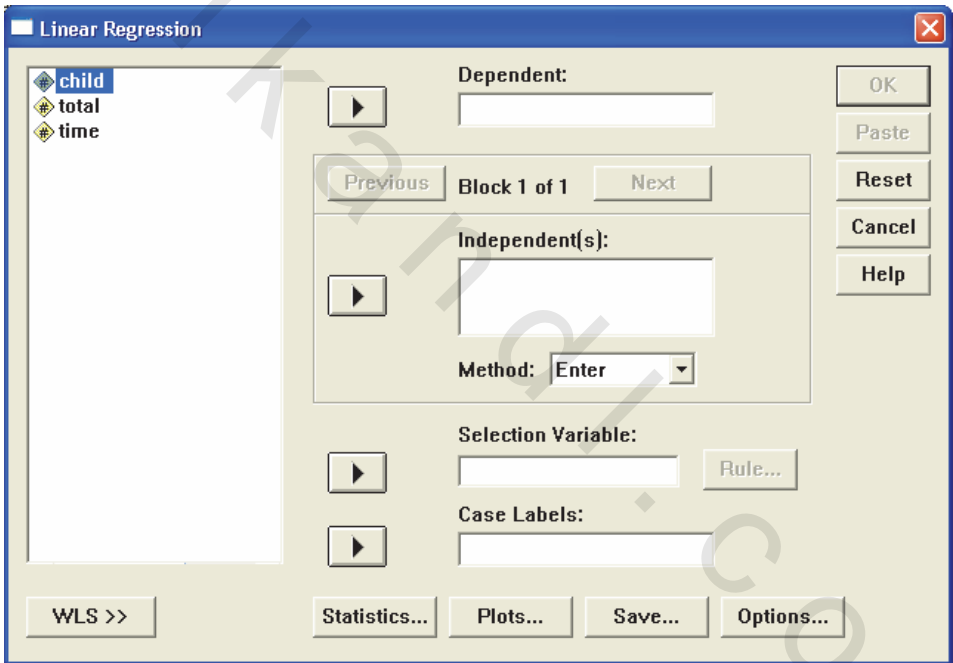 Linear Regression
child
total
time
Dependent:
OK
Paste
Previous
Block 1 of 1
Next
Reset
Cancel
Help
Independent(s):
Method:
Enter
Selection Variable:
Rule...
Case Labels:
WLS >>
Statistics...
Plots...
Save...
Options...